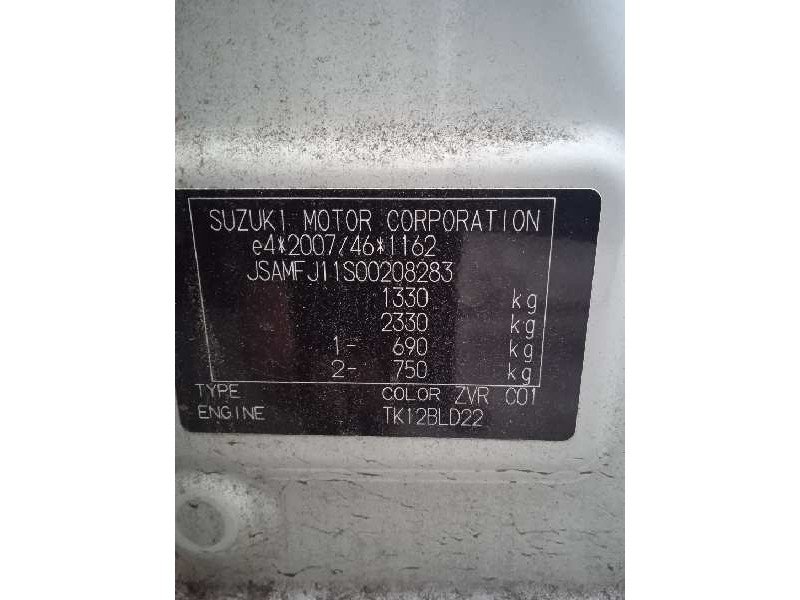 SUZUKI MOTOR CORPORATION
e4*2007/46*1162
JSAMFJ11S00208283
1330 kg
2330 kg
1- 690 kg
2- 750 kg
TYPE COLOR ZVR C01
ENGINE TK12BLD22